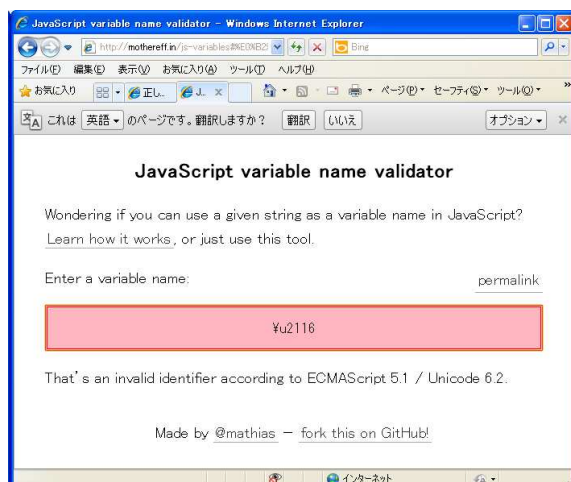 JavaScript variable name validator - Windows Internet Explorer
http://mothereff.in/js-variables#%E0%B2
Bing
ファイル(F) 編集(E) 表示(V) お気に入り(A) ツール(T) ヘルプ(H)
お気に入り 正し... J... ページ(P) セーフティ(S) ツール(O) »
これは 英語 のページです。翻訳しますか? 翻訳 いいえ オプション
JavaScript variable name validator
Wondering if you can use a given string as a variable name in JavaScript?
Learn how it works, or just use this tool.
Enter a variable name: permalink
¥u2116
That's an invalid identifier according to ECMAScript 5.1 / Unicode 6.2.
Made by @mathias — fork this on GitHub!
インターネット